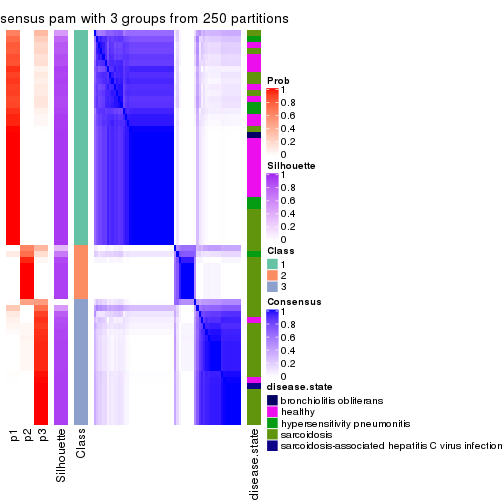 sensus pam with 3 groups from 250 partitions
Prob
1
0.8
0.6
0.4
0.2
0
Silhouette
1
0.8
0.6
0.4
0.2
0
Class
1
2
3
Consensus
1
0.8
0.6
0.4
0.2
0
disease.state
bronchiolitis obliterans
healthy
hypersensitivity pneumonitis
sarcoidosis
sarcoidosis-associated hepatitis C virus infection
p1
p2
p3
Silhouette
Class
disease.state